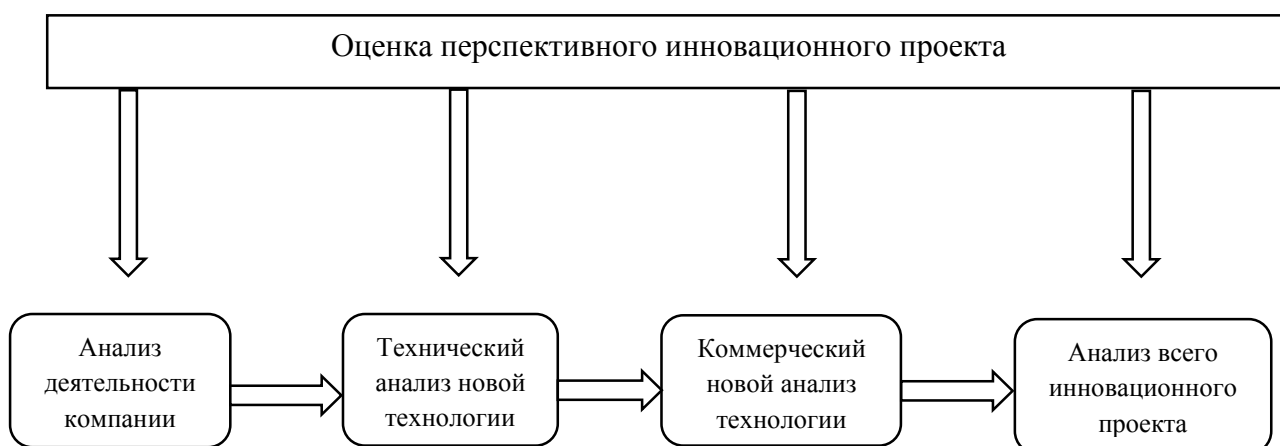 Оценка перспективного инновационного проекта
Анализ
деятельности
компании
Технический
анализ новой
технологии
Коммерческий
новой анализ
технологии
Анализ всего
инновационного
проекта